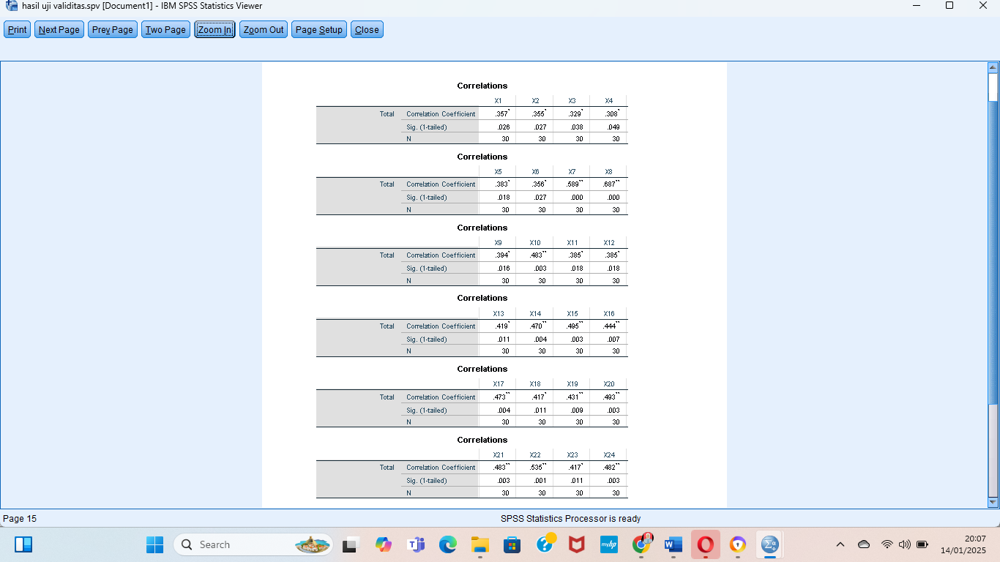 hasil uji validitas.spv [Document1] - IBM SPSS Statistics Viewer
Print Next Page Prev Page Two Page Zoom In Zoom Out Page Setup Close
Correlations
X1 X2 X3 X4
Total Correlation Coefficient .357* .355* .329* .308*
Sig. (1-tailed) .026 .027 .038 .049
N 30 30 30 30
Correlations
X5 X6 X7 X8
Total Correlation Coefficient .383* .356* .589** .687**
Sig. (1-tailed) .018 .027 .000 .000
N 30 30 30 30
Correlations
X9 X10 X11 X12
Total Correlation Coefficient .394* .483** .385* .385*
Sig. (1-tailed) .016 .003 .018 .018
N 30 30 30 30
Correlations
X13 X14 X15 X16
Total Correlation Coefficient .419* .470** .495** .444**
Sig. (1-tailed) .011 .004 .003 .007
N 30 30 30 30
Correlations
X17 X18 X19 X20
Total Correlation Coefficient .473** .417* .431** .493**
Sig. (1-tailed) .004 .011 .009 .003
N 30 30 30 30
Correlations
X21 X22 X23 X24
Total Correlation Coefficient .483** .535** .417* .482**
Sig. (1-tailed) .003 .001 .011 .003
N 30 30 30 30
Page 15 SPSS Statistics Processor is ready
Search
myhp
20:07
14/01/2025